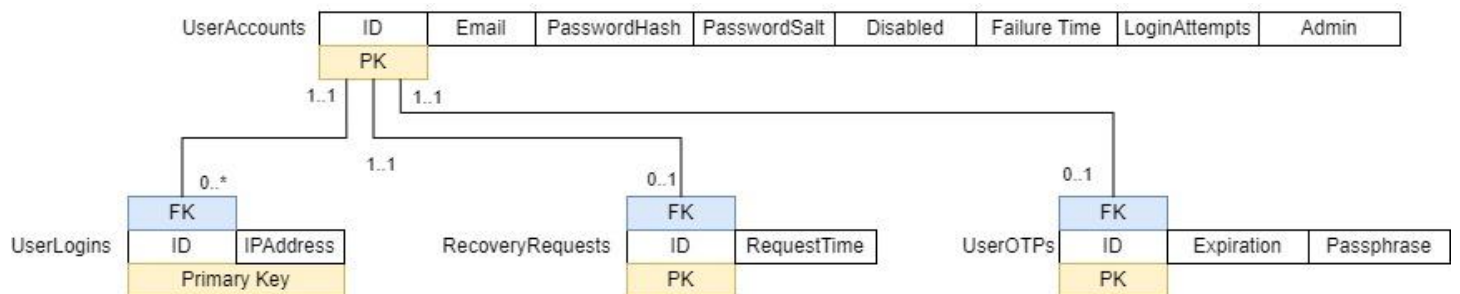 UserAccounts ID Email PasswordHash PasswordSalt Disabled Failure Time LoginAttempts Admin
PK
1..1 1..1
1..1
0..* 0..1 0..1
FK FK FK
UserLogins ID IPAddress RecoveryRequests ID RequestTime UserOTPs ID Expiration Passphrase
Primary Key PK PK